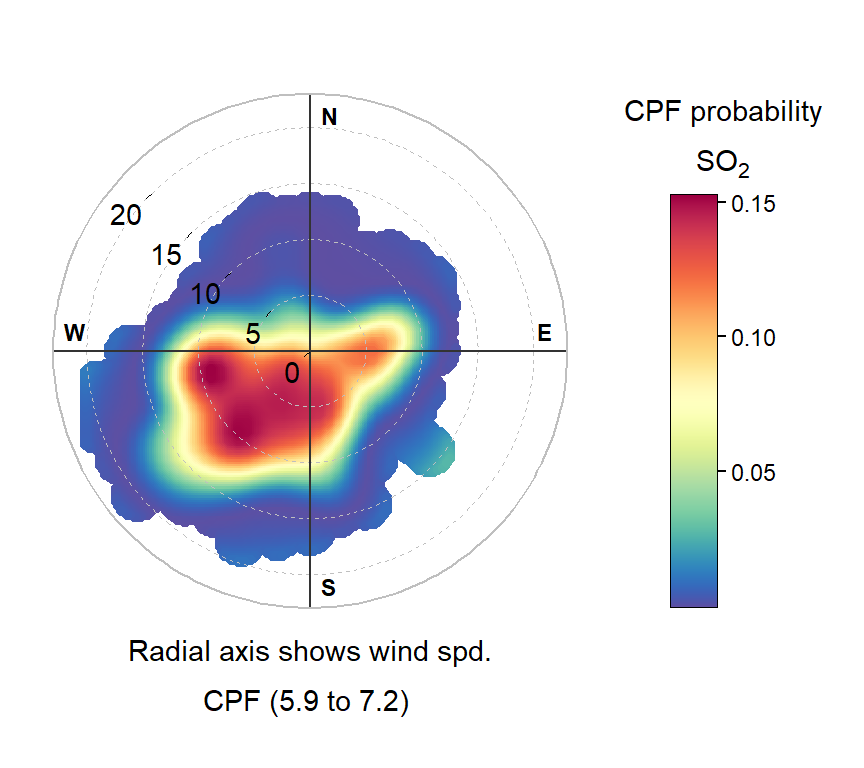 CPF probability
SO₂
N
20
15
10
5
0
W
E
S
0.15
0.10
0.05
Radial axis shows wind spd.
CPF (5.9 to 7.2)